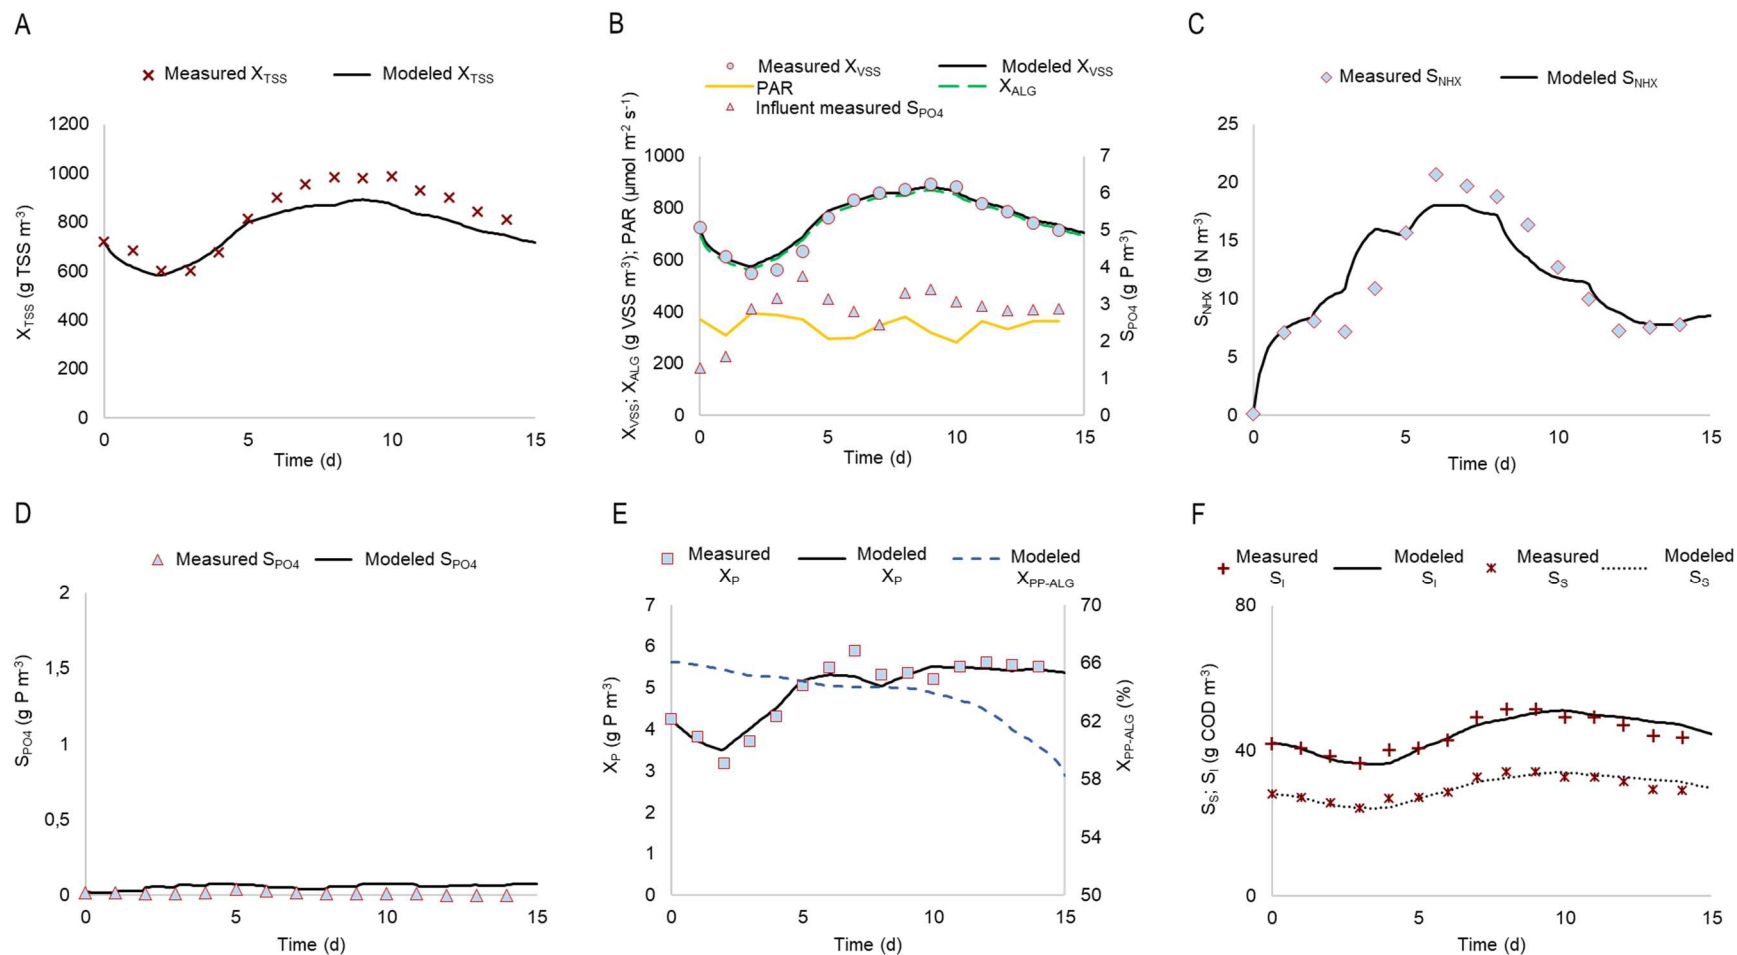 A
Measured XTSS
Modeled XTSS
1200
1000
800
600
400
200
0
XTSS (g TSS m-3)
0 5 10 15
Time (d)
B
Measured XVSS
Modeled XVSS
PAR
XALG
Influent measured SPO4
1000
800
600
400
200
0
XVSS; XALG (g VSS m-3); PAR (µmol m-2 s-1)
7
6
5
4
3
2
1
0
SPO4 (g P m-3)
0 5 10 15
Time (d)
C
Measured SNHX
Modeled SNHX
25
20
15
10
5
0
SNHX (g N m-3)
0 5 10 15
Time (d)
D
Measured SPO4
Modeled SPO4
2
1,5
1
0,5
0
SPO4 (g P m-3)
0 5 10 15
Time (d)
E
Measured
XP
Modeled
XP
Modeled
XPP-ALG
7
6
5
4
3
2
1
0
XP (g P m-3)
70
66
62
58
54
50
XPP-ALG (%)
0 5 10 15
Time (d)
F
Measured
SI
Modeled
SI
Measured
SS
Modeled
SS
80
40
0
SS; SI (g COD m-3)
0 5 10 15
Time (d)